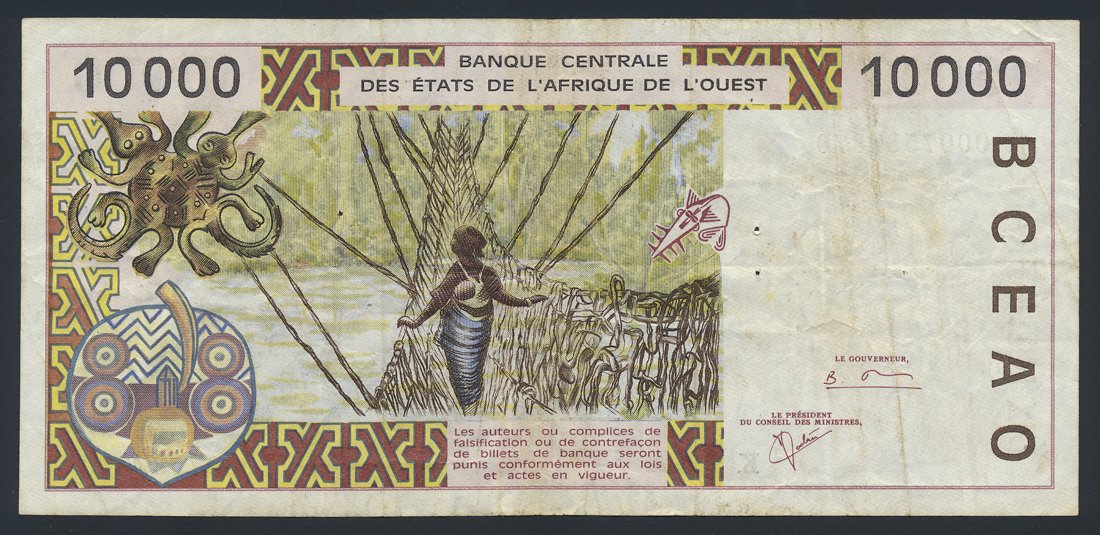 10 000
BANQUE CENTRALE
DES ÉTATS DE L'AFRIQUE DE L'OUEST
10 000
BCEAO
LE GOUVERNEUR,
LE PRÉSIDENT
DU CONSEIL DES MINISTRES,
Les auteurs ou complices de
falsification ou de contrefaçon
de billets de banque seront
punis conformément aux lois
et actes en vigueur.